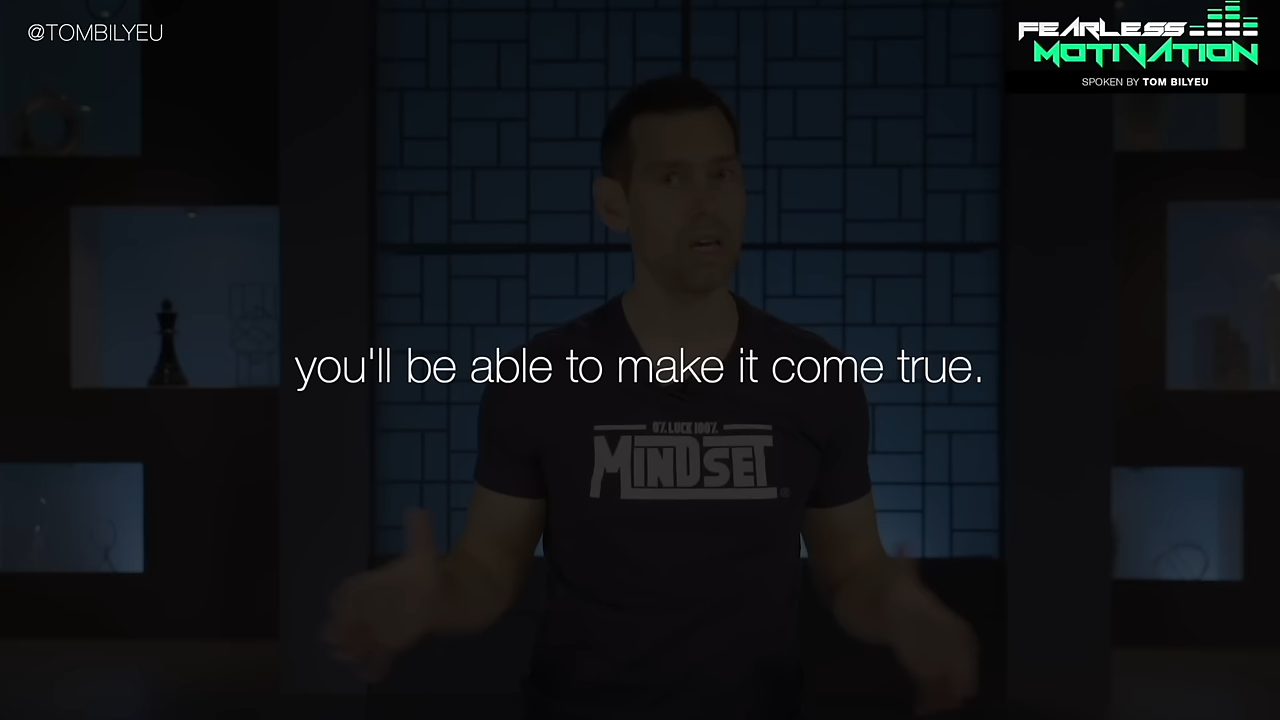 @TOMBILYEU
FEARLESS
MOTIVATION
SPOKEN BY TOM BILYEU
you'll be able to make it come true.
0% LUCK 100%
MINDSET